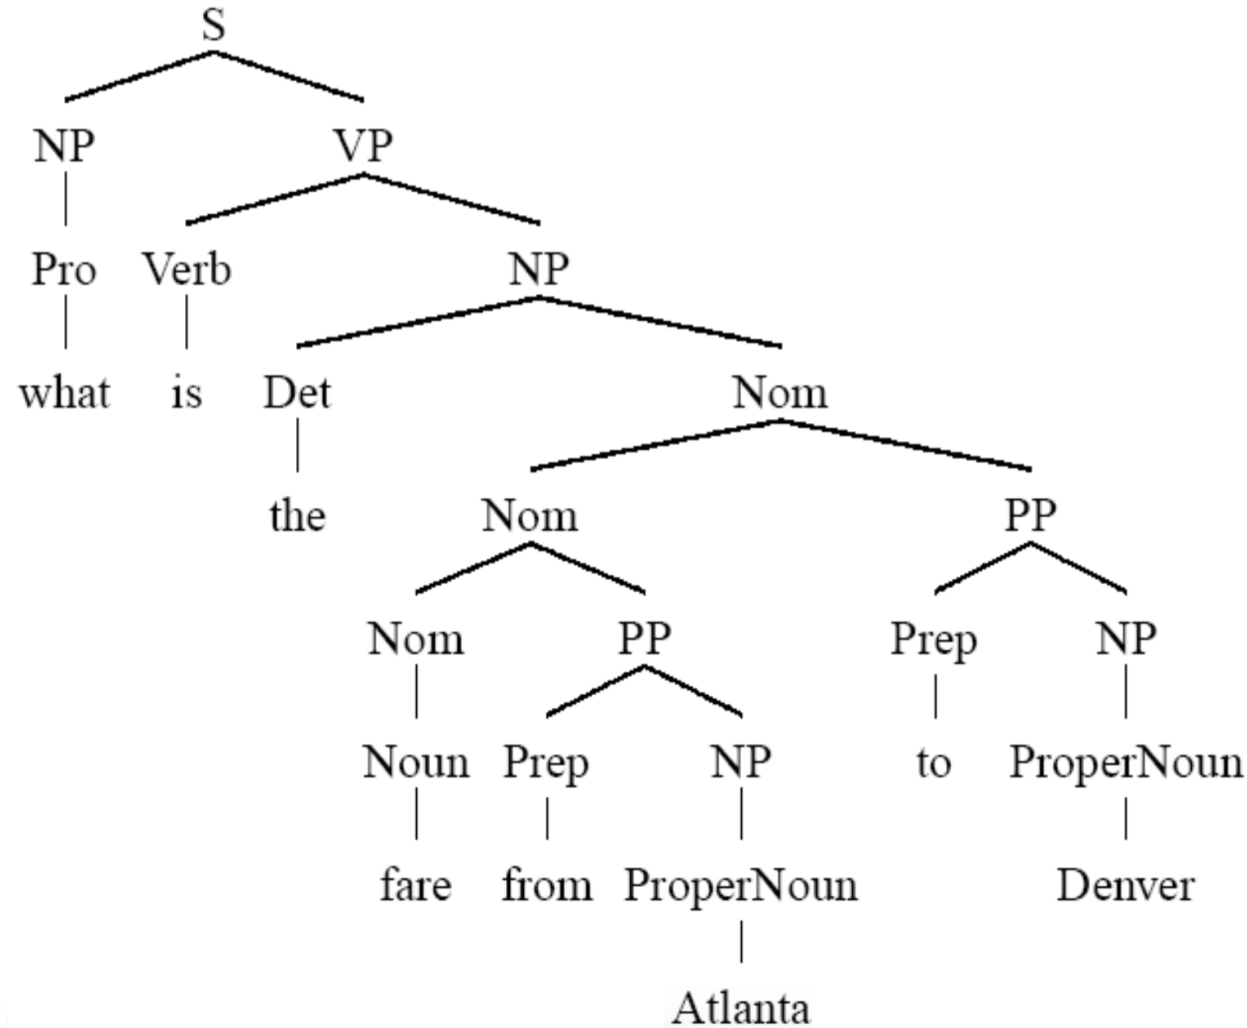 S
NP VP
Pro Verb NP
what is Det Nom
the Nom PP
Nom PP Prep NP
Noun Prep NP to ProperNoun
fare from ProperNoun Denver
Atlanta